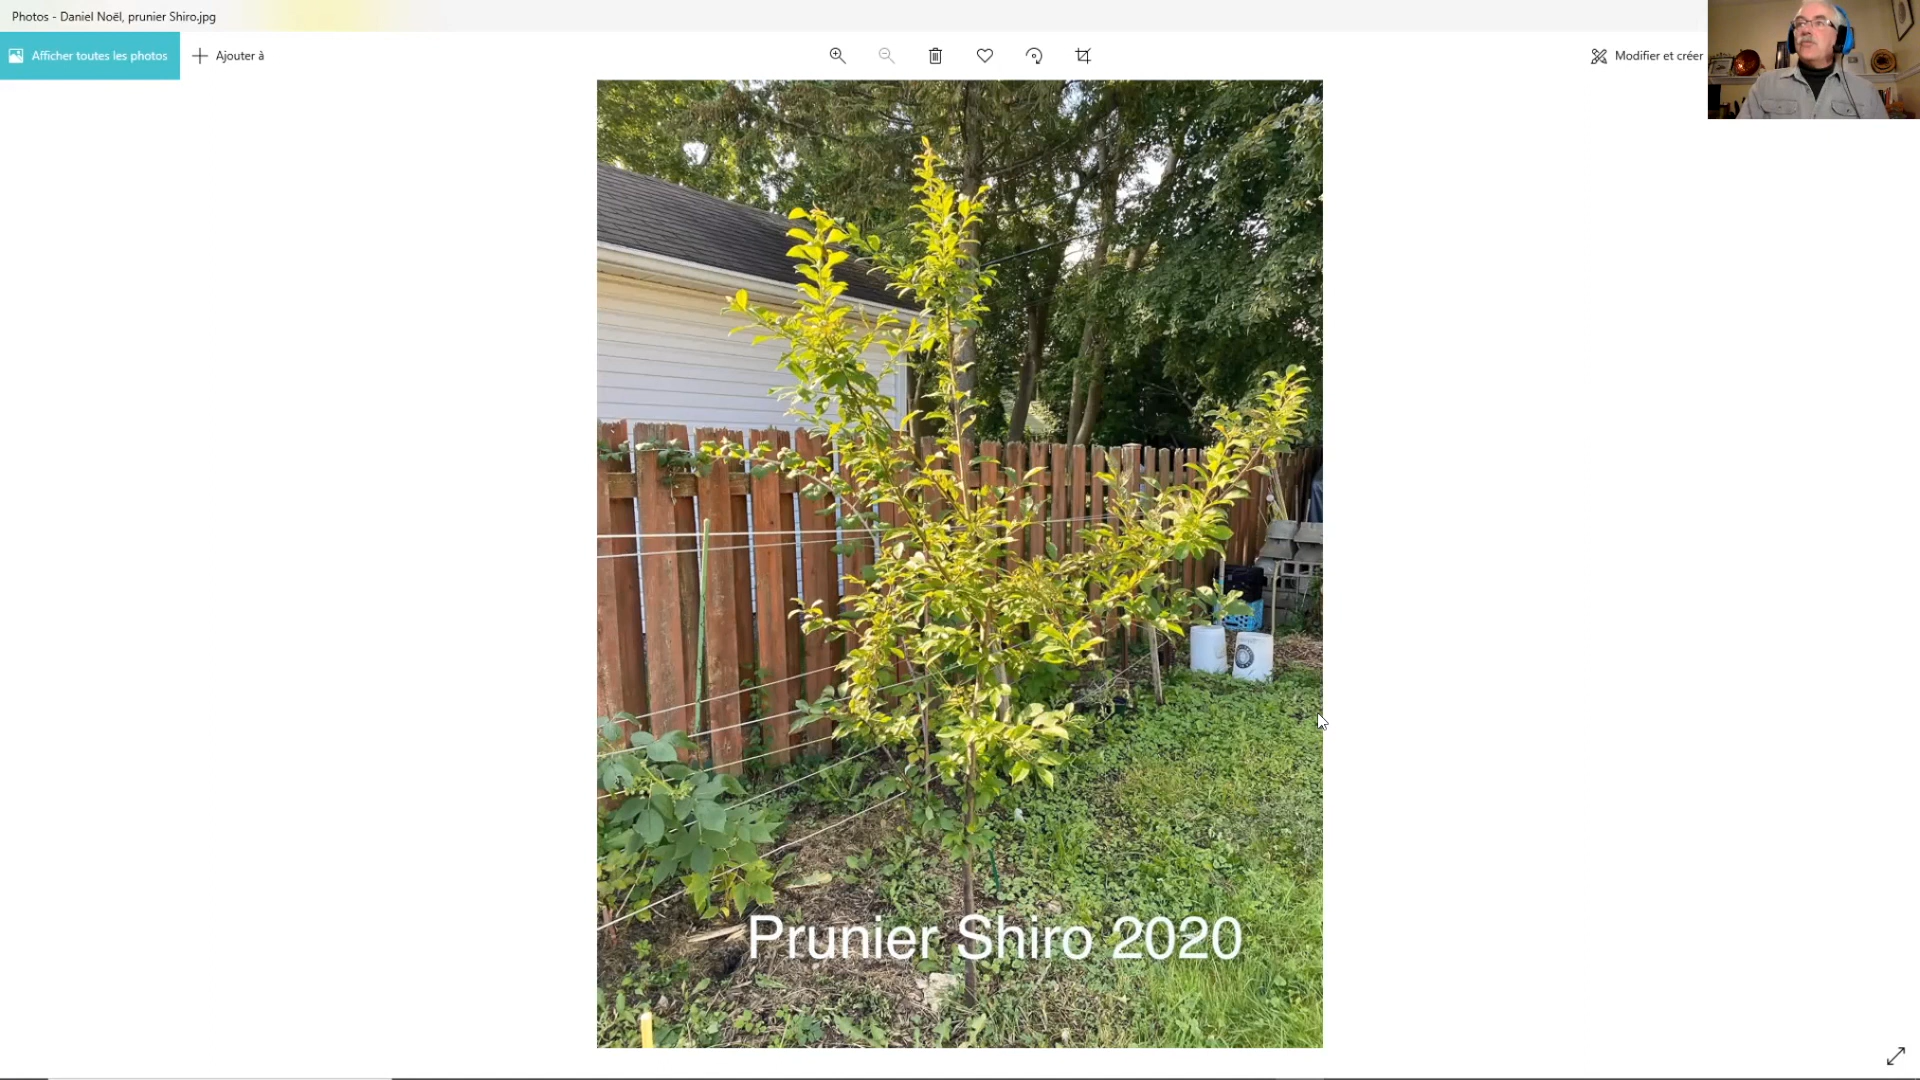 Photos - Daniel Noël, prunier Shiro.jpg
Afficher toutes les photos
Ajouter à
Modifier et créer
Prunier Shiro 2020